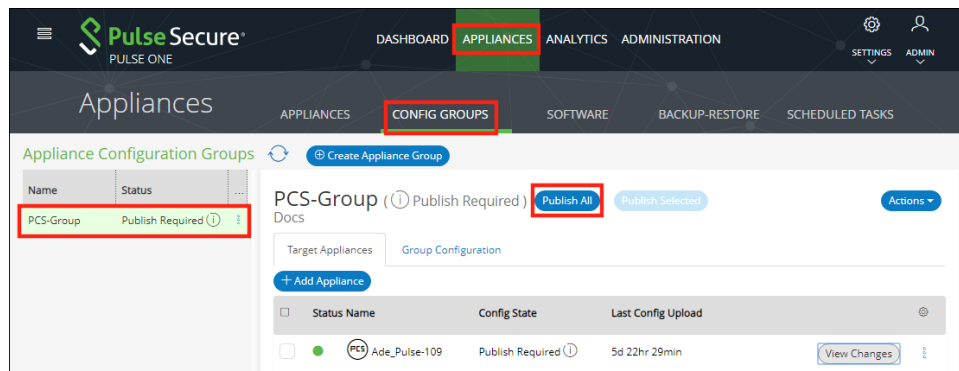 Pulse Secure®
PULSE ONE
DASHBOARD APPLIANCES ANALYTICS ADMINISTRATION
SETTINGS ADMIN
Appliances
APPLIANCES CONFIG GROUPS SOFTWARE BACKUP-RESTORE SCHEDULED TASKS
Appliance Configuration Groups
Create Appliance Group
Name Status ...
PCS-Group Publish Required
PCS-Group ( Publish Required ) Publish All Publish Selected Actions
Docs
Target Appliances Group Configuration
+ Add Appliance
Status Name Config State Last Config Upload
PCS Ade_Pulse-109 Publish Required 5d 22hr 29min View Changes